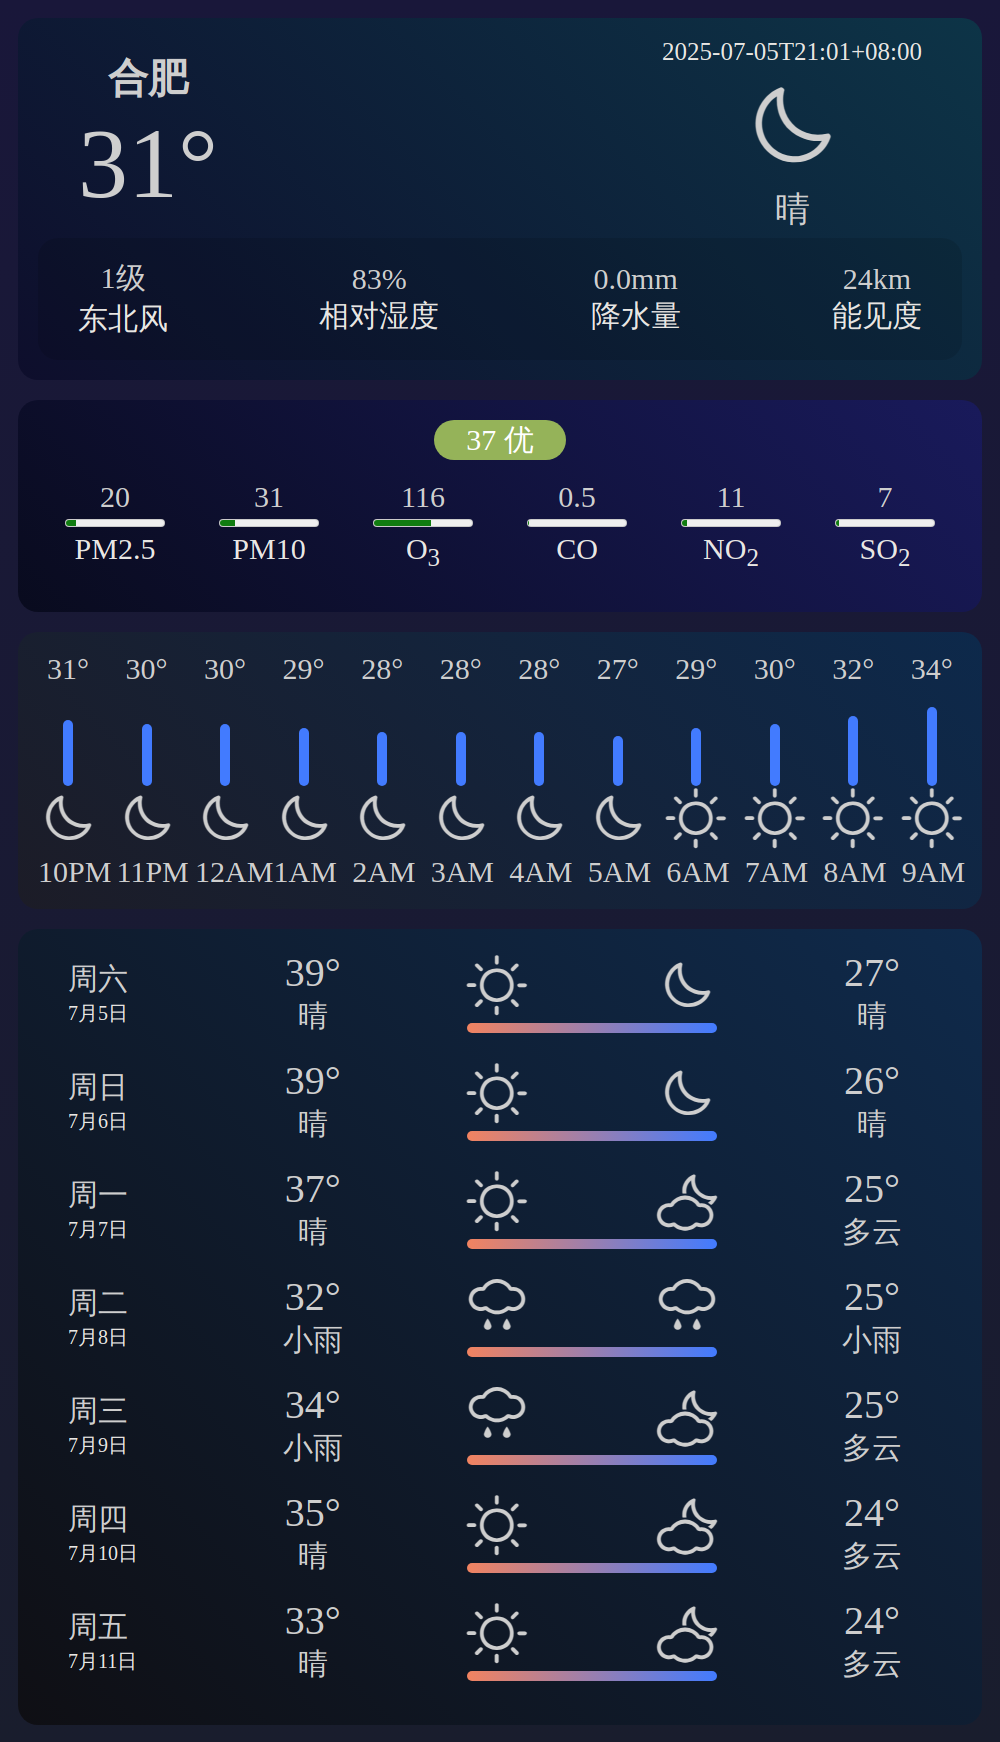 合肥
31°
2025-07-05T21:01+08:00
晴
1级 83% 0.0mm 24km
东北风 相对湿度 降水量 能见度
37 优
20 31 116 0.5 11 7
PM2.5 PM10 O3 CO NO2 SO2
31° 30° 30° 29° 28° 28° 28° 27° 29° 30° 32° 34°
10PM 11PM 12AM 1AM 2AM 3AM 4AM 5AM 6AM 7AM 8AM 9AM
周六 39° 27°
7月5日 晴 晴
周日 39° 26°
7月6日 晴 晴
周一 37° 25°
7月7日 晴 多云
周二 32° 25°
7月8日 小雨 小雨
周三 34° 25°
7月9日 小雨 多云
周四 35° 24°
7月10日 晴 多云
周五 33° 24°
7月11日 晴 多云